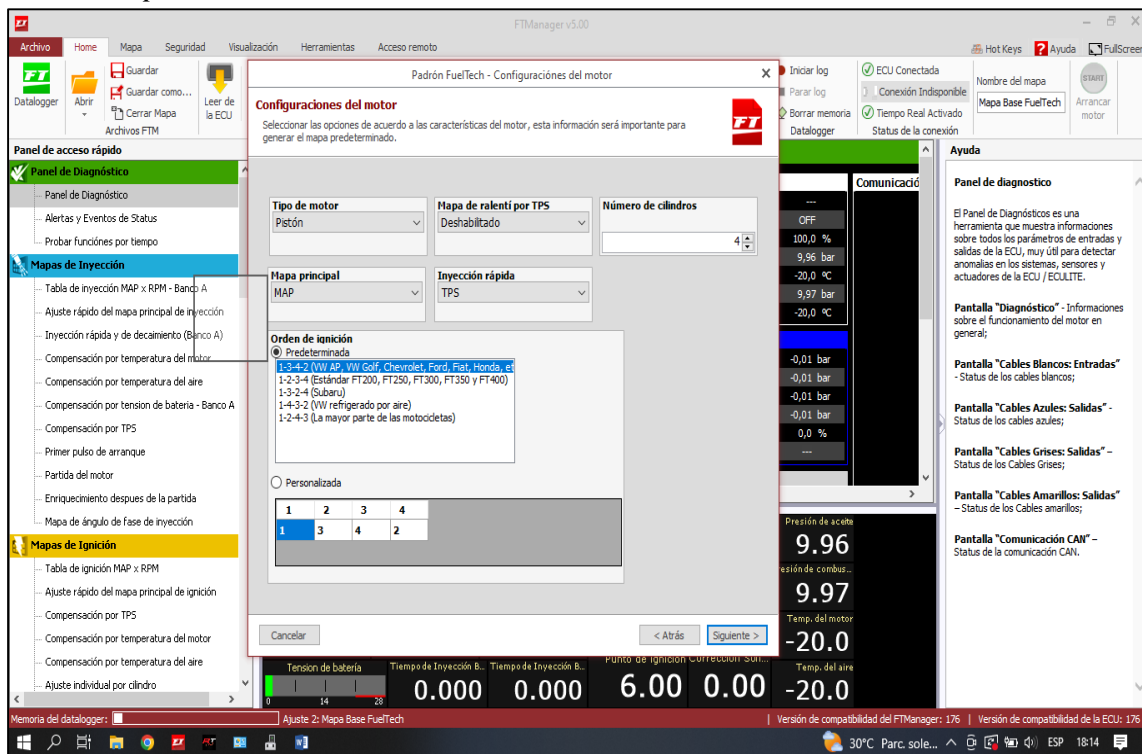 FTManager v5.00
Archivo Home Mapa Seguridad Visualización Herramientas Acceso remoto
Hot Keys Ayuda FullScreen
FT
Datalogger
Abrir
Guardar
Guardar como...
Cerrar Mapa
Archivos FTM
Leer de
la ECU
Iniciar log
Parar log
Borrar memoria
Datalogger
ECU Conectada
Conexión Indisponible
Tiempo Real Activado
Status de la conexión
Nombre del mapa
Mapa Base FuelTech
START
Arrancar
motor
Panel de acceso rápido
Panel de Diagnóstico
Panel de Diagnóstico
Alertas y Eventos de Status
Probar funciónes por tiempo
Mapas de Inyección
Tabla de inyección MAP x RPM - Banco A
Ajuste rápido del mapa principal de inyección
Inyección rápida y de decaimiento (Banco A)
Compensación por temperatura del motor
Compensación por temperatura del aire
Compensación por tension de bateria - Banco A
Compensación por TPS
Primer pulso de arranque
Partida del motor
Enriquecimiento despues de la partida
Mapa de ángulo de fase de inyección
Mapas de Ignición
Tabla de ignición MAP x RPM
Ajuste rápido del mapa principal de ignición
Compensación por TPS
Compensación por temperatura del motor
Compensación por temperatura del aire
Ajuste individual por cilindro
Padrón FuelTech - Configuraciónes del motor
Configuraciones del motor
Seleccionar las opciones de acuerdo a las características del motor, esta información será importante para
generar el mapa predeterminado.
FT
Tipo de motor
Pistón
Mapa de ralentí por TPS
Deshabilitado
Número de cilindros
4
Mapa principal
MAP
Inyección rápida
TPS
Orden de ignición
Predeterminada
1-3-4-2 (VW AP, VW Golf, Chevrolet, Ford, Fiat, Honda, et
1-2-3-4 (Estándar FT200, FT250, FT300, FT350 y FT400)
1-3-2-4 (Subaru)
1-4-3-2 (VW refrigerado por aire)
1-2-4-3 (La mayor parte de las motocicletas)
Personalizada
1 2 3 4
1 3 4 2
Cancelar
< Atrás
Siguiente >
Comunicació
---
OFF
100,0 %
9,96 bar
-20,0 ºC
9,97 bar
-20,0 ºC
-0,01 bar
-0,01 bar
-0,01 bar
-0,01 bar
0,0 %
---
Presión de aceite
9.96
esión de combus...
9.97
Temp. del motor
-20.0
Temp. del aire
-20.0
Tension de batería
0 14 28
Tiempo de Inyección B..
0.000
Tiempo de Inyección B..
0.000
Punto de ignición
6.00
0.00
Ayuda
Panel de diagnostico
El Panel de Diagnósticos es una
herramienta que muestra informaciones
sobre todos los parámetros de entradas y
salidas de la ECU, muy útil para detectar
anomalias en los sistemas, sensores y
actuadores de la ECU / ECULITE.
Pantalla "Diagnóstico" - Informaciones
sobre el funcionamiento del motor en
general;
Pantalla "Cables Blancos: Entradas"
- Status de los cables blancos;
Pantalla "Cables Azules: Salidas" -
Status de los cables azules;
Pantalla "Cables Grises: Salidas" –
Status de los Cables Grises;
Pantalla "Cables Amarillos: Salidas"
– Status de los Cables amarillos;
Pantalla "Comunicación CAN" –
Status de la comunicación CAN.
Memoria del datalogger:
Ajuste 2: Mapa Base FuelTech
Versión de compatibilidad del FTManager: 176 | Versión de compatibilidad de la ECU: 176
30°C Parc. sole...
ESP
18:14